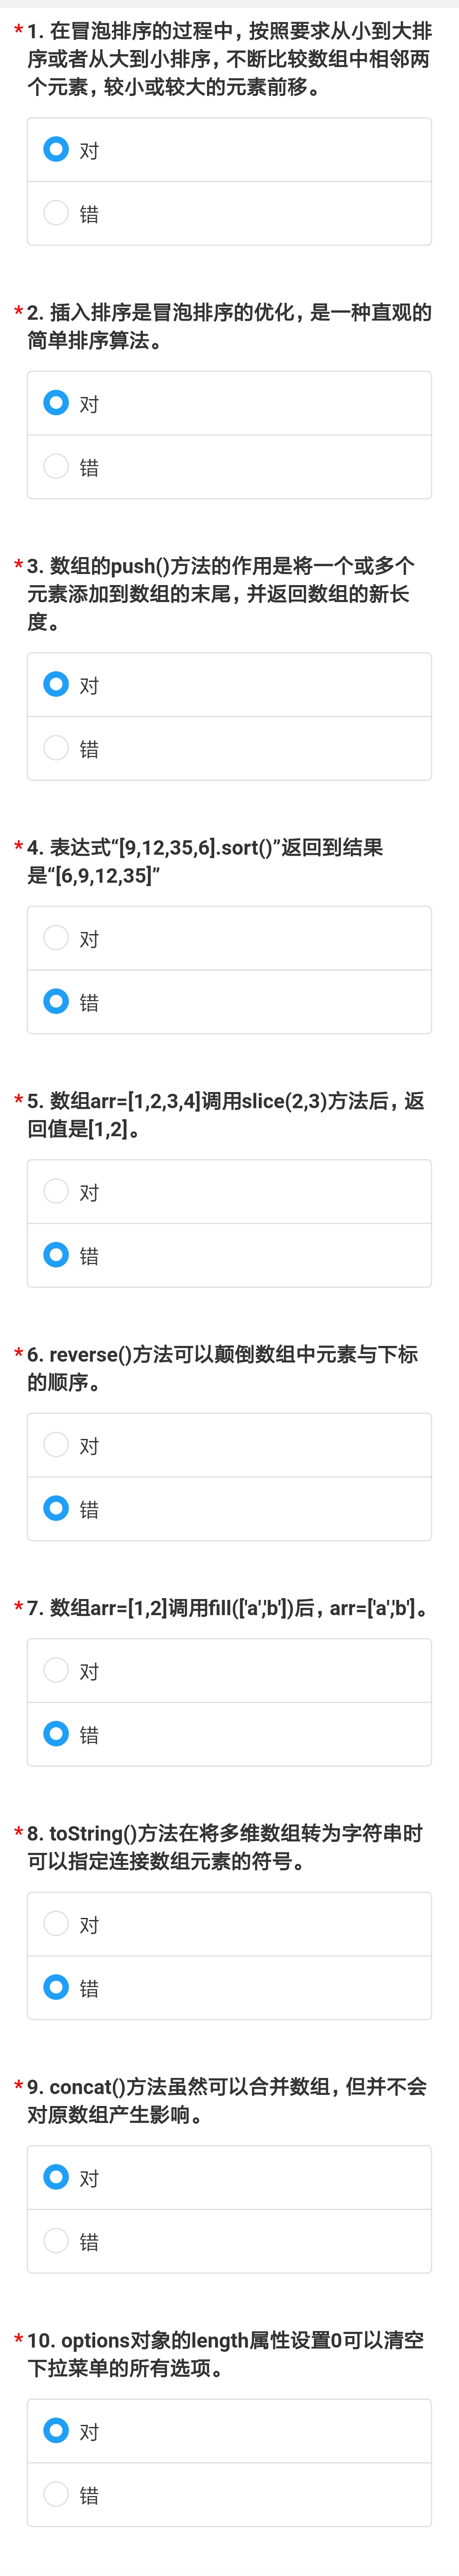 *1. 在冒泡排序的过程中，按照要求从小到大排
序或者从大到小排序，不断比较数组中相邻两
个元素，较小或较大的元素前移。
对
错
*2. 插入排序是冒泡排序的优化，是一种直观的
简单排序算法。
对
错
*3. 数组的push()方法的作用是将一个或多个
元素添加到数组的末尾，并返回数组的新长
度。
对
错
*4. 表达式“[9,12,35,6].sort()”返回到结果
是“[6,9,12,35]”
对
错
*5. 数组arr=[1,2,3,4]调用slice(2,3)方法后，返
回值是[1,2]。
对
错
*6. reverse()方法可以颠倒数组中元素与下标
的顺序。
对
错
*7. 数组arr=[1,2]调用fill(['a','b'])后，arr=['a','b']。
对
错
*8. toString()方法在将多维数组转为字符串时
可以指定连接数组元素的符号。
对
错
*9. concat()方法虽然可以合并数组，但并不会
对原数组产生影响。
对
错
*10. options对象的length属性设置0可以清空
下拉菜单的所有选项。
对
错